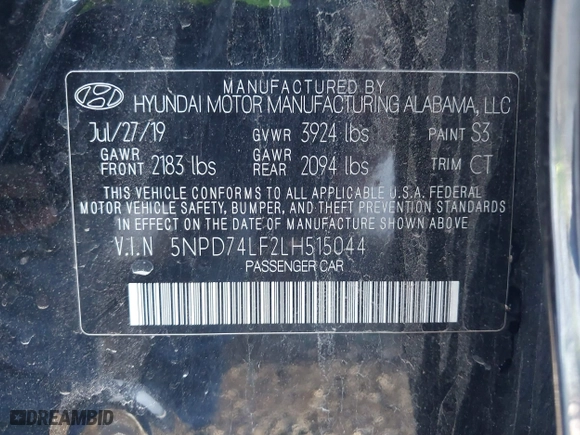 MANUFACTURED BY
HYUNDAI MOTOR MANUFACTURING ALABAMA, LLC
Jul/27/19 GVWR 3924 lbs PAINT S3
GAWR FRONT 2183 lbs GAWR REAR 2094 lbs TRIM CT
THIS VEHICLE CONFORMS TO ALL APPLICABLE U.S.A. FEDERAL
MOTOR VEHICLE SAFETY, BUMPER, AND THEFT PREVENTION
STANDARDS IN EFFECT ON THE DATE OF MANUFACTURE SHOWN ABOVE.
V.I.N 5NPD74LF2LH515044
PASSENGER CAR
DREAMBID